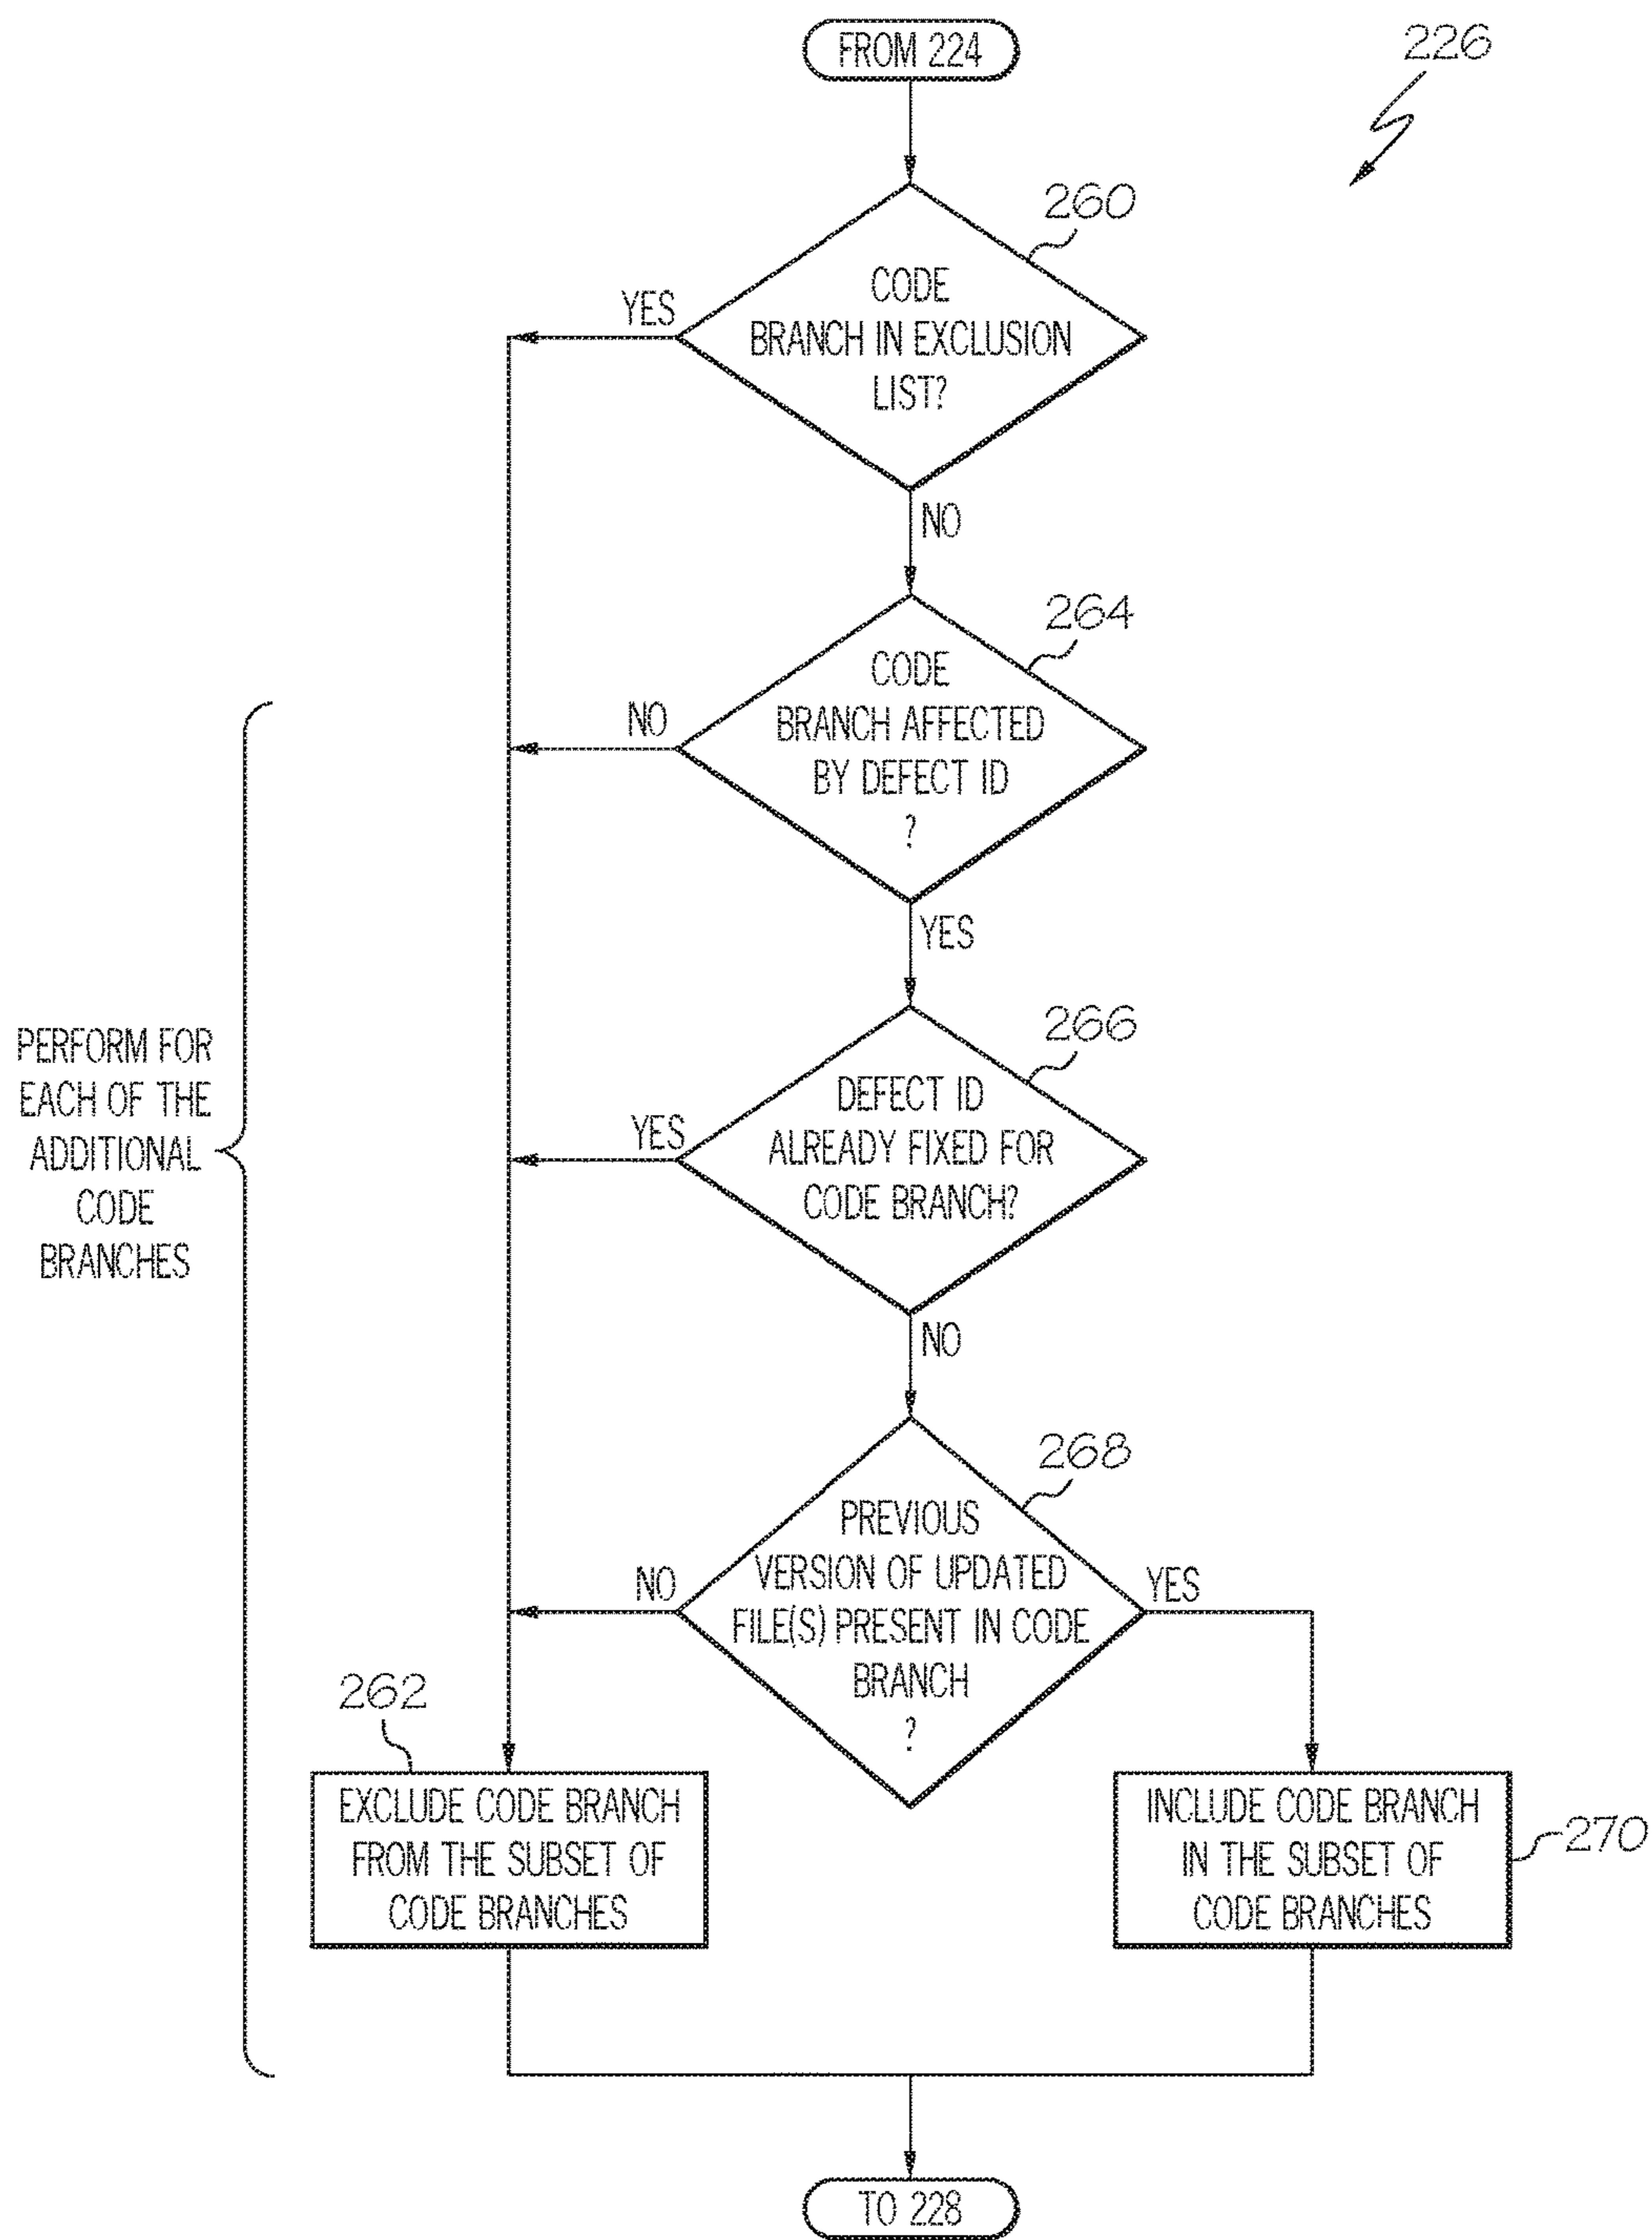 FROM 224
226
260
CODE
BRANCH IN EXCLUSION
LIST?
YES
NO
264
CODE
BRANCH AFFECTED
BY DEFECT ID
?
NO
YES
266
DEFECT ID
ALREADY FIXED FOR
CODE BRANCH?
YES
NO
PERFORM FOR
EACH OF THE
ADDITIONAL
CODE
BRANCHES
268
PREVIOUS
VERSION OF UPDATED
FILE(S) PRESENT IN CODE
BRANCH
?
NO
YES
262
EXCLUDE CODE BRANCH
FROM THE SUBSET OF
CODE BRANCHES
INCLUDE CODE BRANCH
IN THE SUBSET OF
CODE BRANCHES
270
TO 228